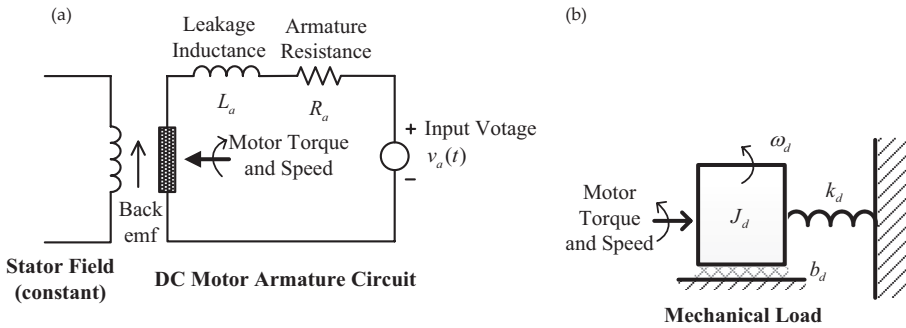 (a)
Leakage
Inductance
Armature
Resistance
L_a
R_a
Motor Torque
and Speed
+ Input Votage
v_a(t)
−
Back
emf
Stator Field
(constant)
DC Motor Armature Circuit
(b)
ω_d
k_d
Motor
Torque
and Speed
J_d
b_d
Mechanical Load